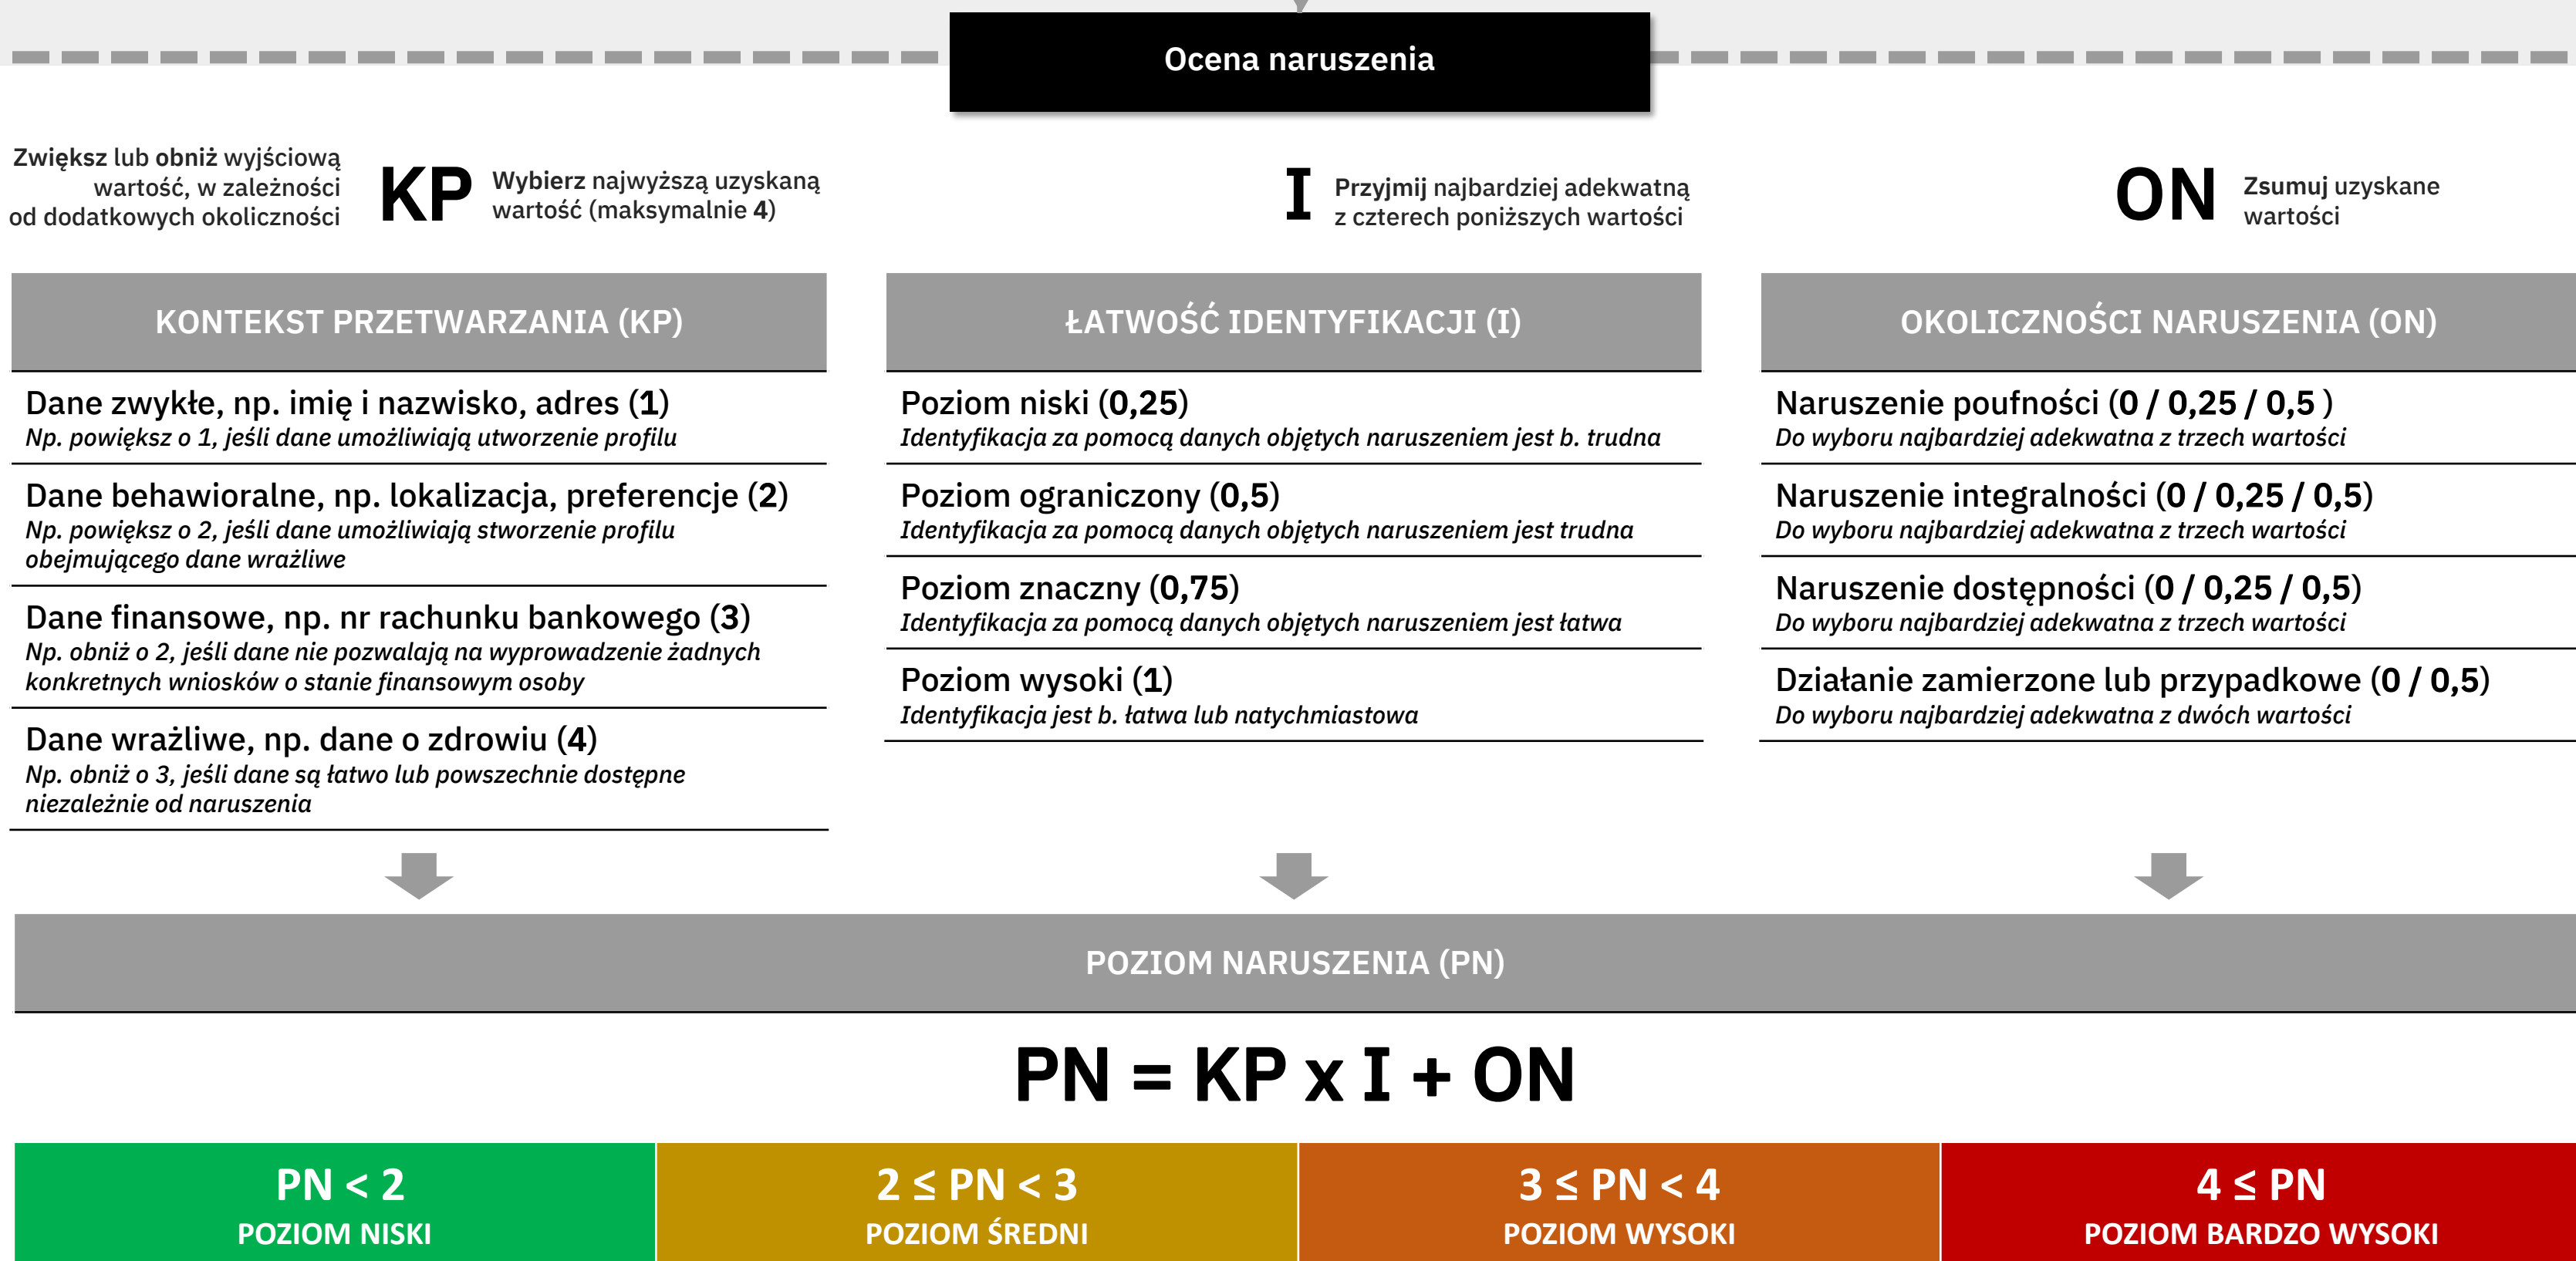 Ocena naruszenia
Zwiększ lub obniż wyjściową
wartość, w zależności
od dodatkowych okoliczności
KP
Wybierz najwyższą uzyskaną
wartość (maksymalnie 4)
I
Przyjmij najbardziej adekwatną
z czterech poniższych wartości
ON
Zsumuj uzyskane
wartości
KONTEKST PRZETWARZANIA (KP)
Dane zwykłe, np. imię i nazwisko, adres (1)
Np. powiększ o 1, jeśli dane umożliwiają utworzenie profilu
Dane behawioralne, np. lokalizacja, preferencje (2)
Np. powiększ o 2, jeśli dane umożliwiają stworzenie profilu
obejmującego dane wrażliwe
Dane finansowe, np. nr rachunku bankowego (3)
Np. obniż o 2, jeśli dane nie pozwalają na wyprowadzenie żadnych
konkretnych wniosków o stanie finansowym osoby
Dane wrażliwe, np. dane o zdrowiu (4)
Np. obniż o 3, jeśli dane są łatwo lub powszechnie dostępne
niezależnie od naruszenia
ŁATWOŚĆ IDENTYFIKACJI (I)
Poziom niski (0,25)
Identyfikacja za pomocą danych objętych naruszeniem jest b. trudna
Poziom ograniczony (0,5)
Identyfikacja za pomocą danych objętych naruszeniem jest trudna
Poziom znaczny (0,75)
Identyfikacja za pomocą danych objętych naruszeniem jest łatwa
Poziom wysoki (1)
Identyfikacja jest b. łatwa lub natychmiastowa
OKOLICZNOŚCI NARUSZENIA (ON)
Naruszenie poufności (0 / 0,25 / 0,5 )
Do wyboru najbardziej adekwatna z trzech wartości
Naruszenie integralności (0 / 0,25 / 0,5)
Do wyboru najbardziej adekwatna z trzech wartości
Naruszenie dostępności (0 / 0,25 / 0,5)
Do wyboru najbardziej adekwatna z trzech wartości
Działanie zamierzone lub przypadkowe (0 / 0,5)
Do wyboru najbardziej adekwatna z dwóch wartości
POZIOM NARUSZENIA (PN)
PN = KP x I + ON
PN < 2
POZIOM NISKI
2 ≤ PN < 3
POZIOM ŚREDNI
3 ≤ PN < 4
POZIOM WYSOKI
4 ≤ PN
POZIOM BARDZO WYSOKI